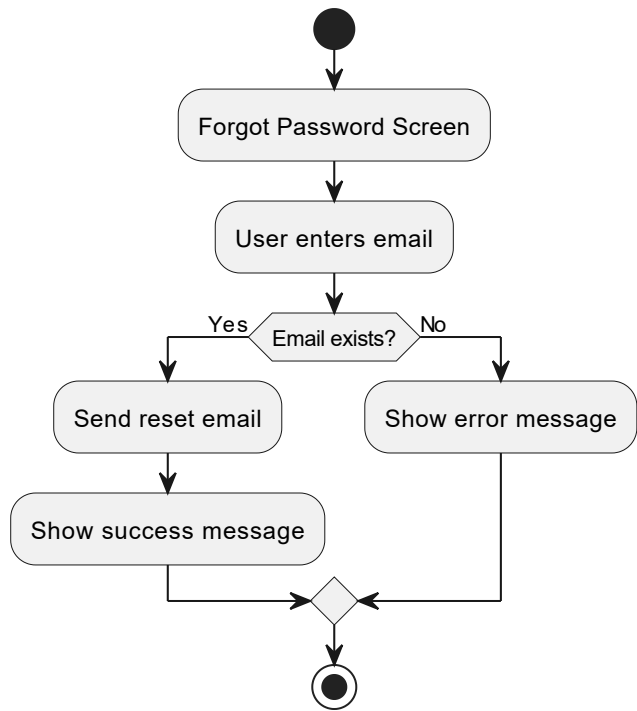 Forgot Password Screen
User enters email
Yes
Email exists?
No
Send reset email
Show error message
Show success message